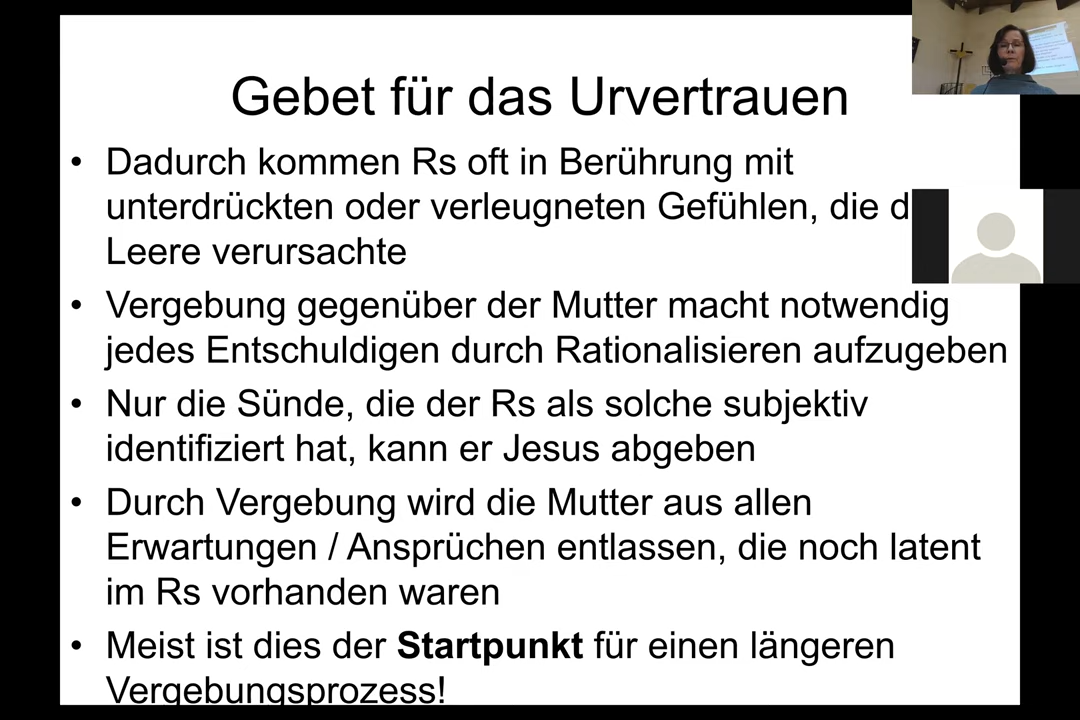 Gebet für das Urvertrauen
• Dadurch kommen Rs oft in Berührung mit
unterdrückten oder verleugneten Gefühlen, die
Leere verursachte
• Vergebung gegenüber der Mutter macht notwendig
jedes Entschuldigen durch Rationalisieren aufzugeben
• Nur die Sünde, die der Rs als solche subjektiv
identifiziert hat, kann er Jesus abgeben
• Durch Vergebung wird die Mutter aus allen
Erwartungen / Ansprüchen entlassen, die noch latent
im Rs vorhanden waren
• Meist ist dies der Startpunkt für einen längeren
Vergebungsprozess!